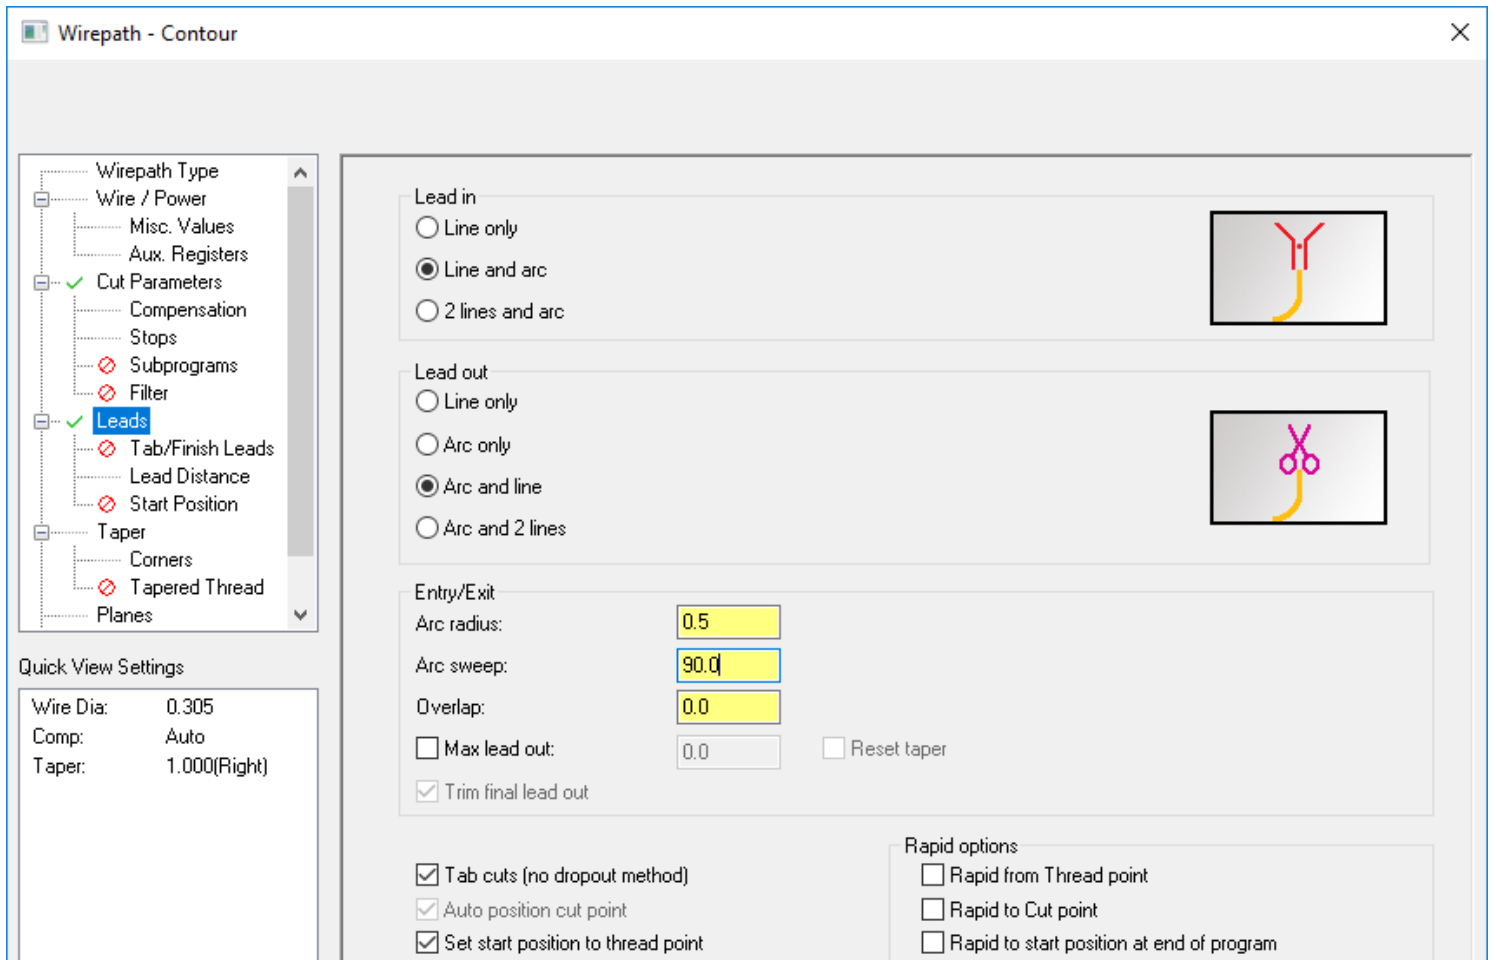 Wirepath - Contour
Wirepath Type
Wire / Power
Misc. Values
Aux. Registers
Cut Parameters
Compensation
Stops
Subprograms
Filter
Leads
Tab/Finish Leads
Lead Distance
Start Position
Taper
Corners
Tapered Thread
Planes
Quick View Settings
Wire Dia: 0.305
Comp: Auto
Taper: 1.000(Right)
Lead in
Line only
Line and arc
2 lines and arc
Lead out
Line only
Arc only
Arc and line
Arc and 2 lines
Entry/Exit
Arc radius: 0.5
Arc sweep: 90.0
Overlap: 0.0
Max lead out: 0.0 Reset taper
Trim final lead out
Tab cuts (no dropout method)
Auto position cut point
Set start position to thread point
Rapid options
Rapid from Thread point
Rapid to Cut point
Rapid to start position at end of program